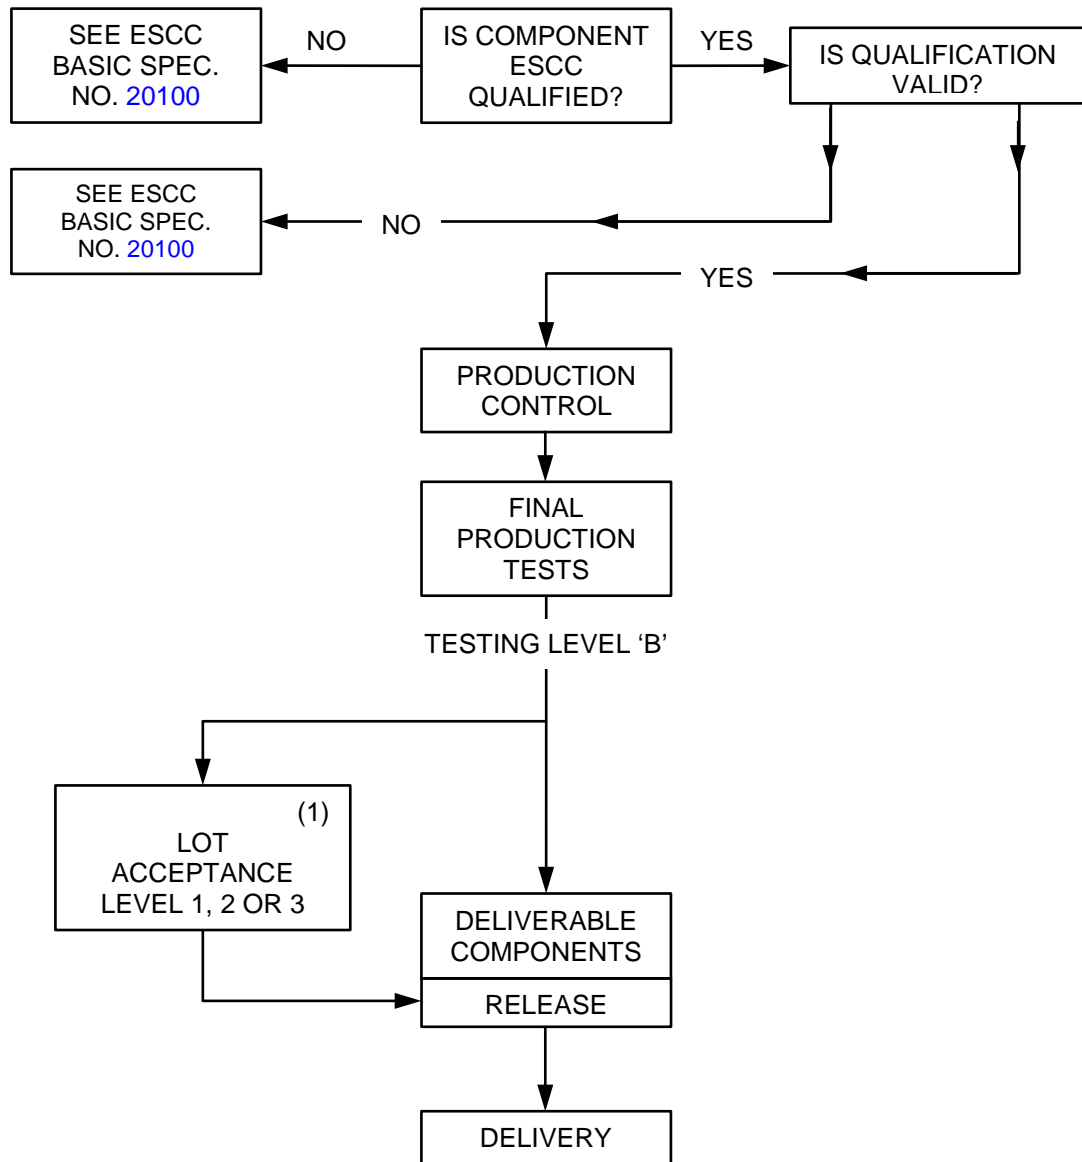 SEE ESCC
BASIC SPEC.
NO. 20100
NO
IS COMPONENT
ESCC
QUALIFIED?
YES
IS QUALIFICATION
VALID?
SEE ESCC
BASIC SPEC.
NO. 20100
NO
YES
PRODUCTION
CONTROL
FINAL
PRODUCTION
TESTS
TESTING LEVEL ‘B’
(1)
LOT
ACCEPTANCE
LEVEL 1, 2 OR 3
DELIVERABLE
COMPONENTS
RELEASE
DELIVERY